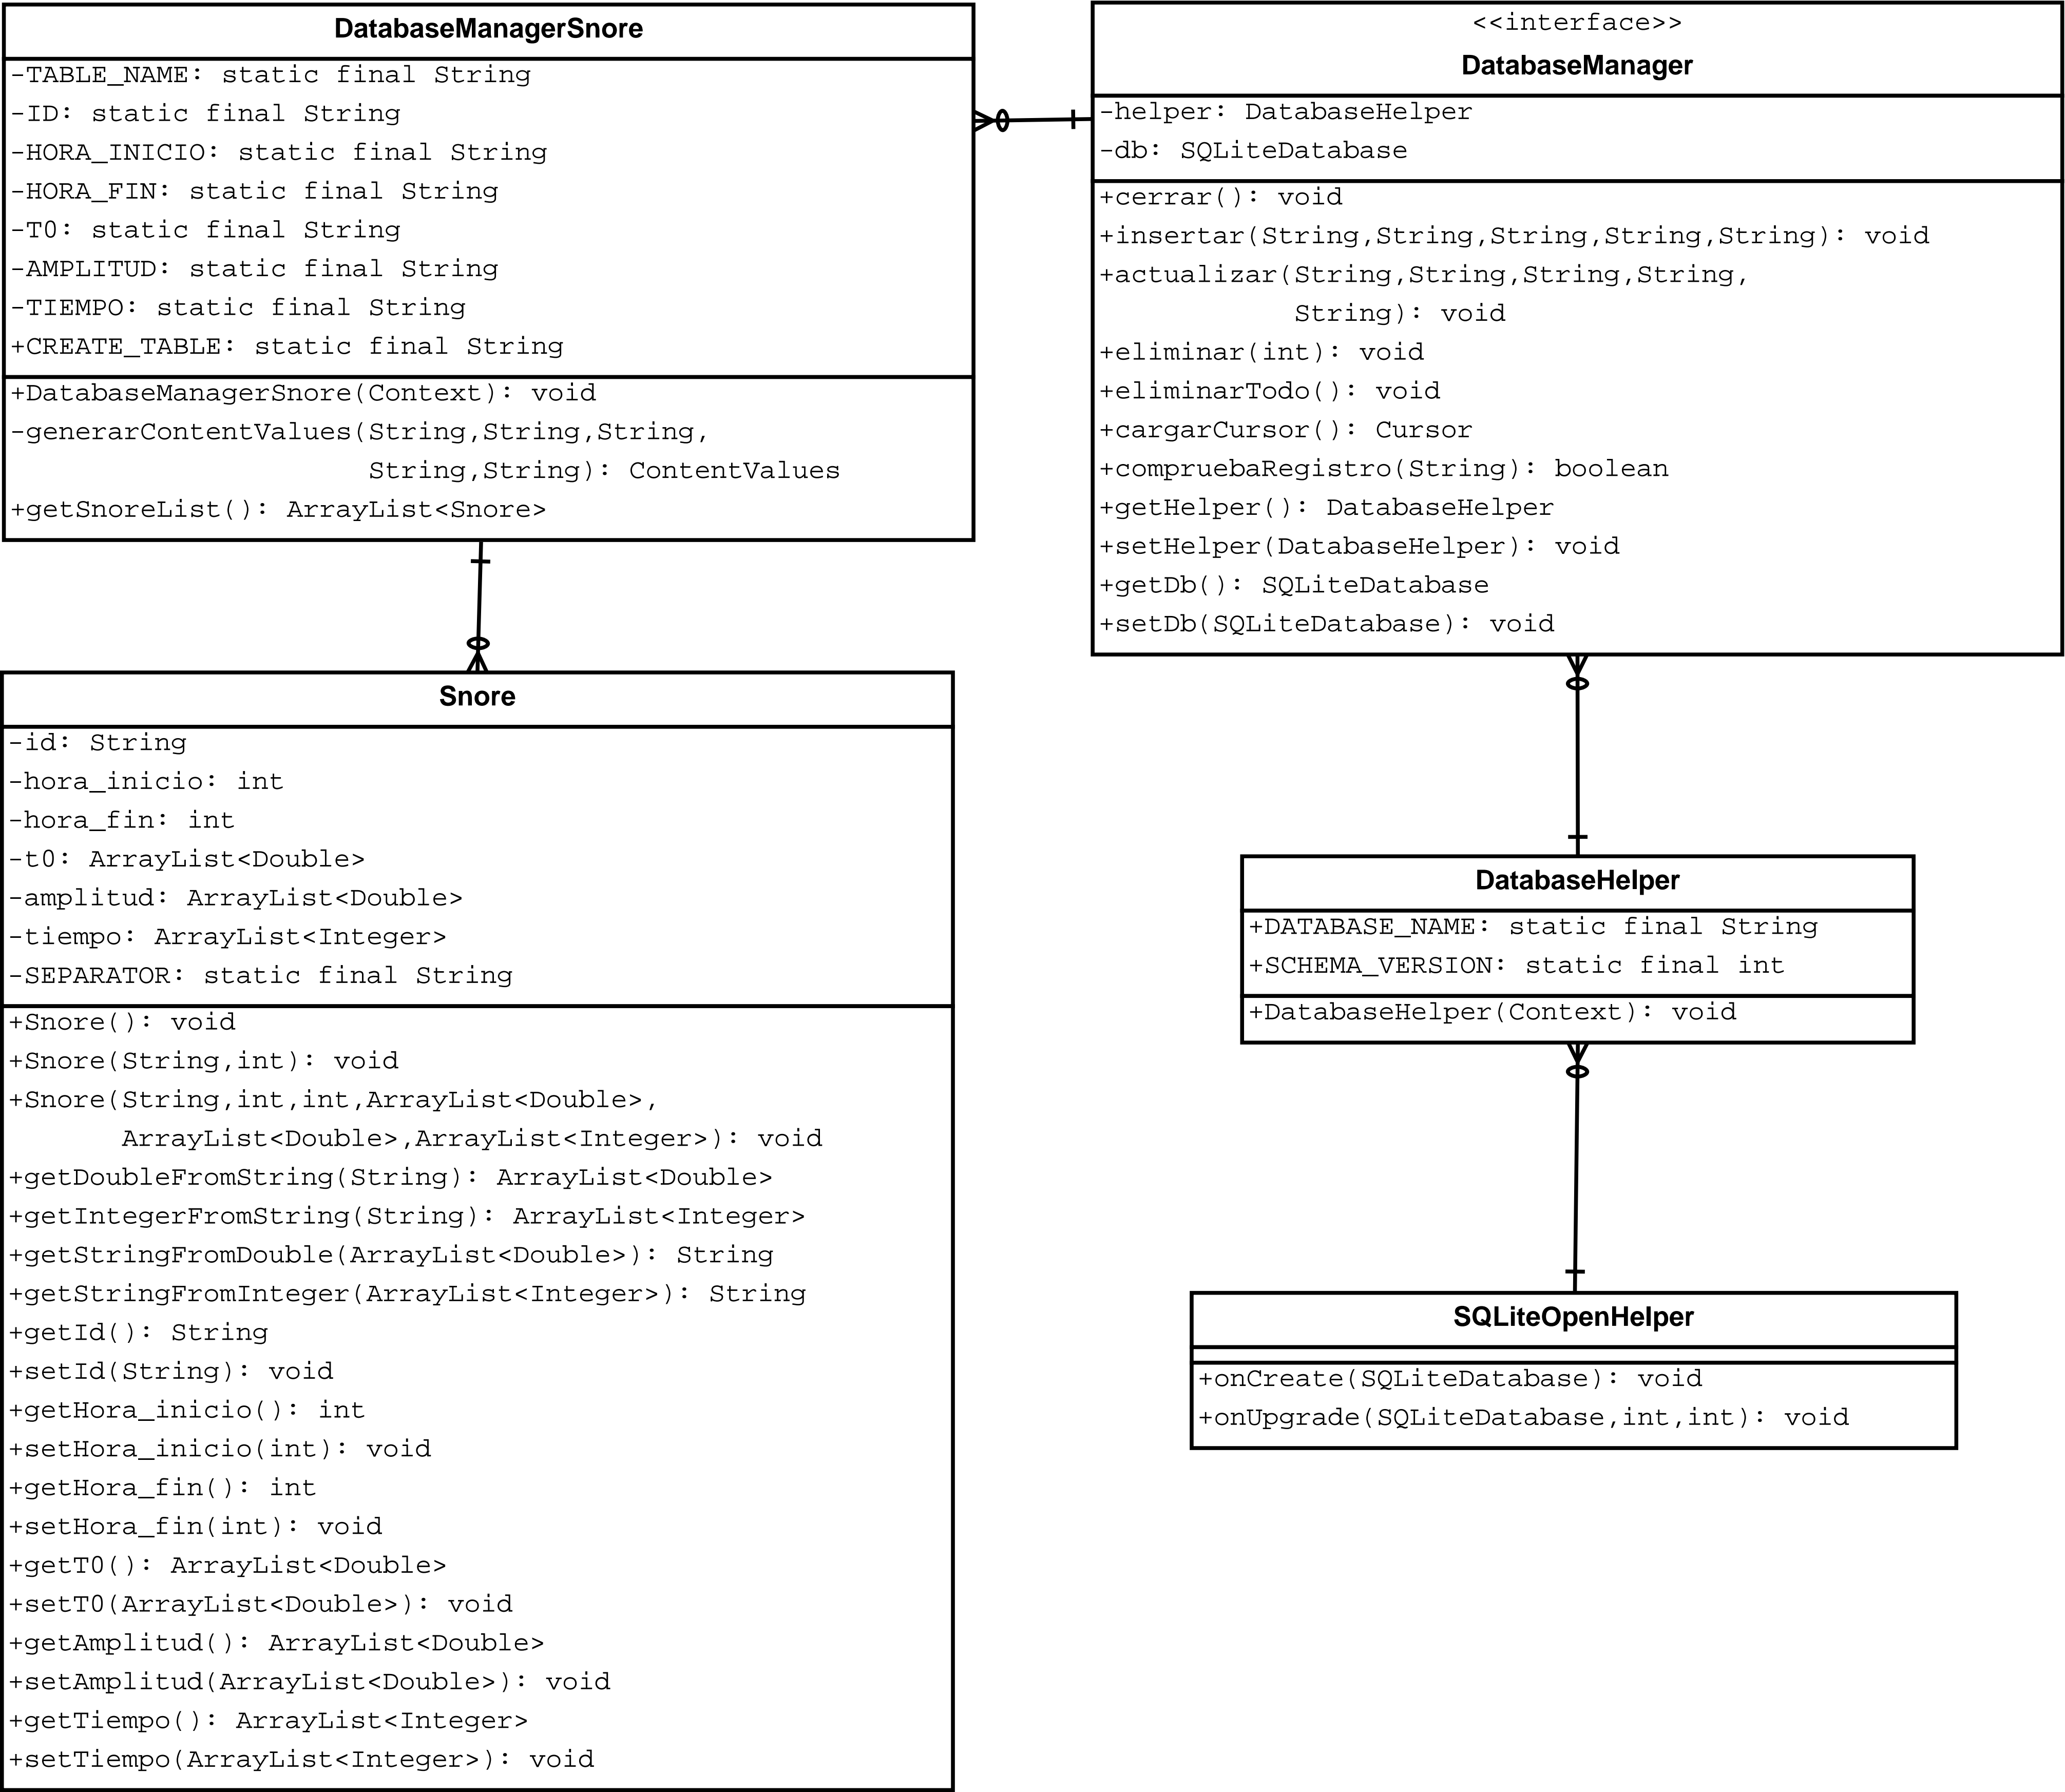 DatabaseManagerSnore
-TABLE_NAME: static final String
-ID: static final String
-HORA_INICIO: static final String
-HORA_FIN: static final String
-T0: static final String
-AMPLITUD: static final String
-TIEMPO: static final String
+CREATE_TABLE: static final String
+DatabaseManagerSnore(Context): void
-generarContentValues(String,String,String,
String,String): ContentValues
+getSnoreList(): ArrayList<Snore>
<<interface>>
DatabaseManager
-helper: DatabaseHelper
-db: SQLiteDatabase
+cerrar(): void
+insertar(String,String,String,String,String): void
+actualizar(String,String,String,String,
String): void
+eliminar(int): void
+eliminarTodo(): void
+cargarCursor(): Cursor
+compruebaRegistro(String): boolean
+getHelper(): DatabaseHelper
+setHelper(DatabaseHelper): void
+getDb(): SQLiteDatabase
+setDb(SQLiteDatabase): void
Snore
-id: String
-hora_inicio: int
-hora_fin: int
-t0: ArrayList<Double>
-amplitud: ArrayList<Double>
-tiempo: ArrayList<Integer>
-SEPARATOR: static final String
+Snore(): void
+Snore(String,int): void
+Snore(String,int,int,ArrayList<Double>,
ArrayList<Double>,ArrayList<Integer>): void
+getDoubleFromString(String): ArrayList<Double>
+getIntegerFromString(String): ArrayList<Integer>
+getStringFromDouble(ArrayList<Double>): String
+getStringFromInteger(ArrayList<Integer>): String
+getId(): String
+setId(String): void
+getHora_inicio(): int
+setHora_inicio(int): void
+getHora_fin(): int
+setHora_fin(int): void
+getT0(): ArrayList<Double>
+setT0(ArrayList<Double>): void
+getAmplitud(): ArrayList<Double>
+setAmplitud(ArrayList<Double>): void
+getTiempo(): ArrayList<Integer>
+setTiempo(ArrayList<Integer>): void
DatabaseHelper
+DATABASE_NAME: static final String
+SCHEMA_VERSION: static final int
+DatabaseHelper(Context): void
SQLiteOpenHelper
+onCreate(SQLiteDatabase): void
+onUpgrade(SQLiteDatabase,int,int): void